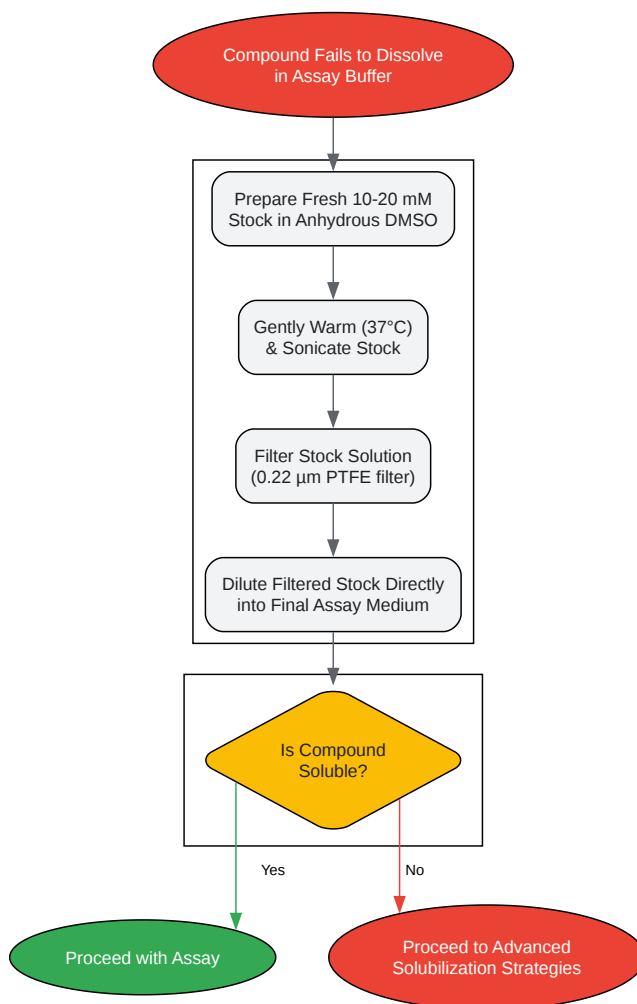 Compound Fails to Dissolve
in Assay Buffer
Prepare Fresh 10-20 mM
Stock in Anhydrous DMSO
Gently Warm (37°C)
& Sonicate Stock
Filter Stock Solution
(0.22 µm PTFE filter)
Dilute Filtered Stock Directly
into Final Assay Medium
Is Compound
Soluble?
Yes
No
Proceed with Assay
Proceed to Advanced
Solubilization Strategies